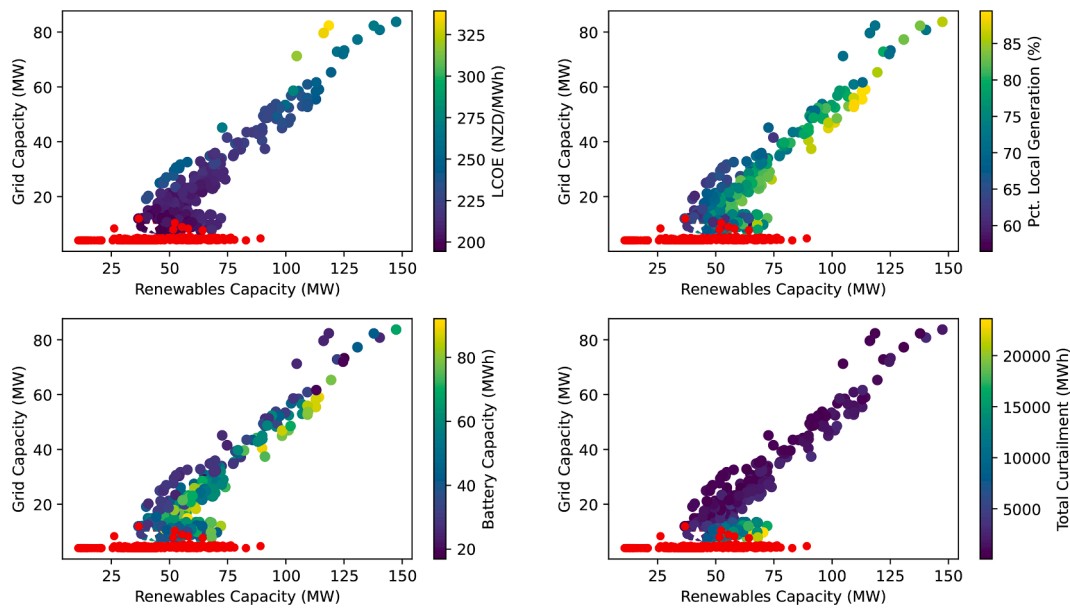 80
60
40
20
Grid Capacity (MW)
25 50 75 100 125 150
Renewables Capacity (MW)
325
300
275
250
225
200
LCOE (NZD/MWh)
80
60
40
20
Grid Capacity (MW)
25 50 75 100 125 150
Renewables Capacity (MW)
85
80
75
70
65
60
Pct. Local Generation (%)
80
60
40
20
Grid Capacity (MW)
25 50 75 100 125 150
Renewables Capacity (MW)
80
60
40
20
Battery Capacity (MWh)
80
60
40
20
Grid Capacity (MW)
25 50 75 100 125 150
Renewables Capacity (MW)
20000
15000
10000
5000
Total Curtailment (MWh)